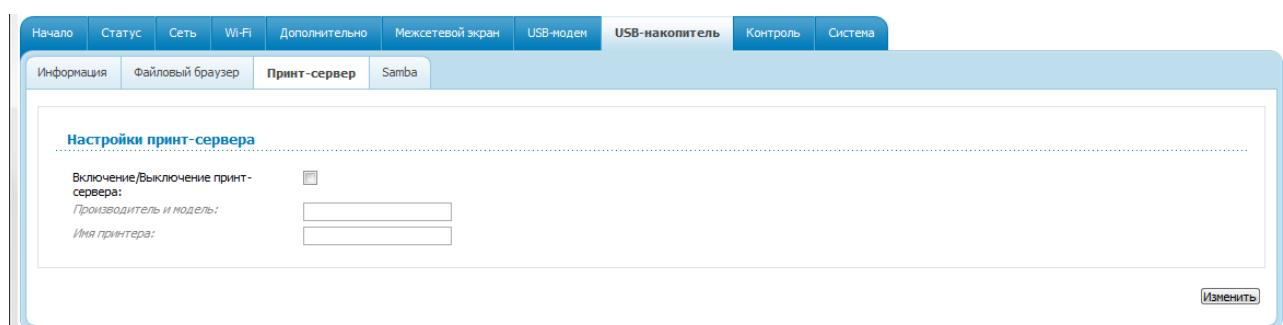 Начало Статус Сеть Wi-Fi Дополнительно Межсетевой экран USB-модем USB-накопитель Контроль Система
Информация Файловый браузер Принт-сервер Samba
Настройки принт-сервера
Включение/Выключение принт-
сервера:
Производитель и модель:
Имя принтера:
Изменить